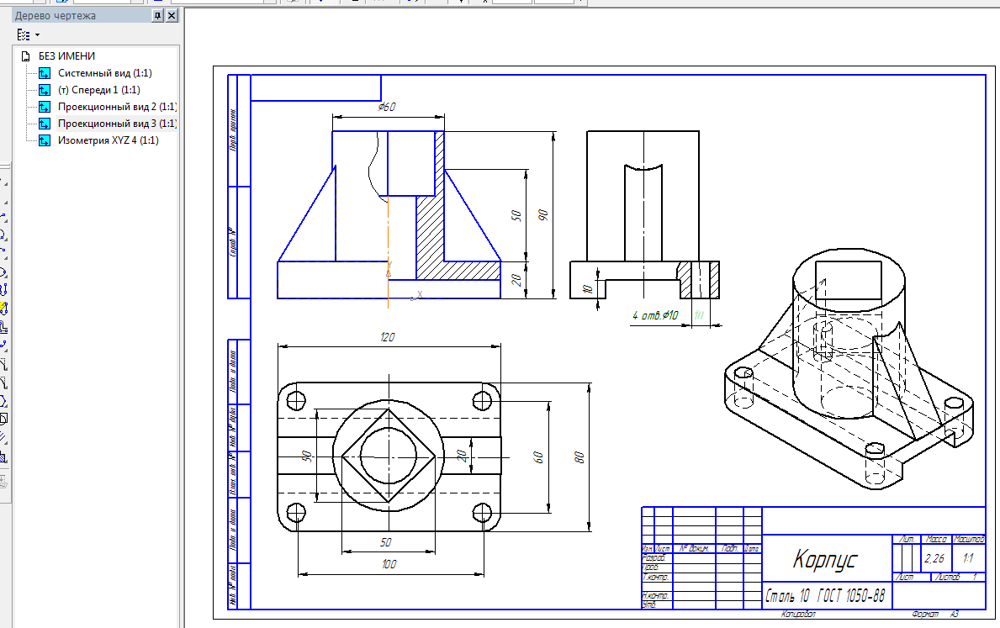 Дерево чертежа
БЕЗ ИМЕНИ
Системный вид (1:1)
(т) Спереди 1 (1:1)
Проекционный вид 2 (1:1)
Проекционный вид 3 (1:1)
Изометрия XYZ 4 (1:1)
Перв. примен.
Справ. №
Подп. и дата
Инв. № дубл.
Взам. инв. №
Подп. и дата
Инв. № подл.
⌀60
50
90
20
Y
X
10
4 отв.⌀10
120
50
20
60
80
50
100
Изм Лист № докум. Подп. Дата
Разраб.
Пров.
Т.контр.
Н.контр.
Утв.
Корпус
Лит. Масса Масштаб
2,26 1:1
Лист Листов 1
Сталь 10 ГОСТ 1050-88
Копировал Формат А3